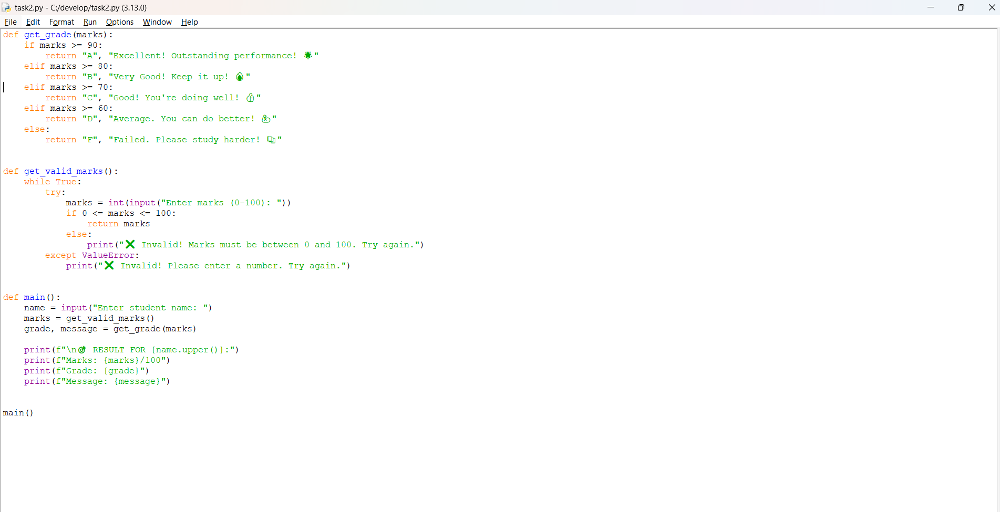 task2.py - C:/develop/task2.py (3.13.0)
File Edit Format Run Options Window Help
def get_grade(marks):
    if marks >= 90:
        return "A", "Excellent! Outstanding performance! 🌟"
    elif marks >= 80:
        return "B", "Very Good! Keep it up! 🔥"
    elif marks >= 70:
        return "C", "Good! You're doing well! 👍"
    elif marks >= 60:
        return "D", "Average. You can do better! 💪"
    else:
        return "F", "Failed. Please study harder! 📚"
def get_valid_marks():
    while True:
        try:
            marks = int(input("Enter marks (0-100): "))
            if 0 <= marks <= 100:
                return marks
            else:
                print("❌ Invalid! Marks must be between 0 and 100. Try again.")
        except ValueError:
            print("❌ Invalid! Please enter a number. Try again.")
def main():
    name = input("Enter student name: ")
    marks = get_valid_marks()
    grade, message = get_grade(marks)
    print(f"\n🎯 RESULT FOR {name.upper()}:")
    print(f"Marks: {marks}/100")
    print(f"Grade: {grade}")
    print(f"Message: {message}")
main()